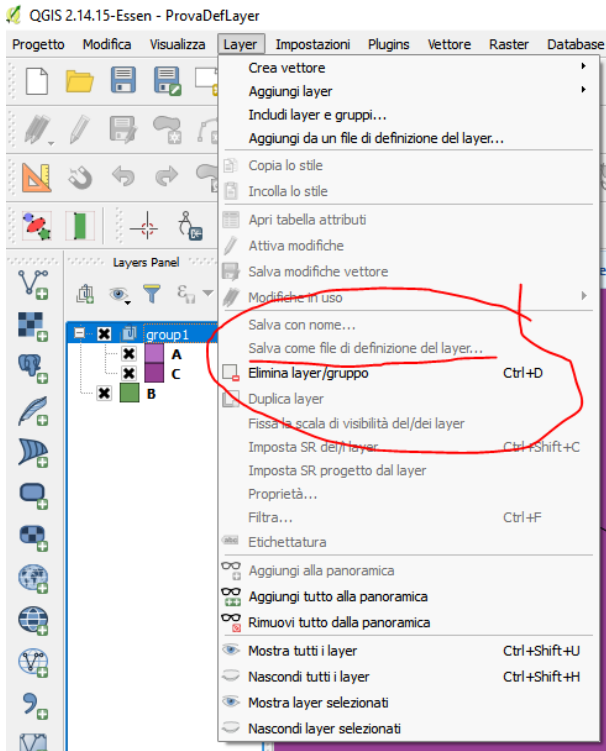 QGIS 2.14.15-Essen - ProvaDefLayer
Progetto Modifica Visualizza Layer Impostazioni Plugins Vettore Raster Database
Crea vettore
Aggiungi layer
Includi layer e gruppi...
Aggiungi da un file di definizione del layer...
Copia lo stile
Incolla lo stile
Apri tabella attributi
Attiva modifiche
Salva modifiche vettore
Modifiche in uso
Salva con nome...
Salva come file di definizione del layer...
Elimina layer/gruppo Ctrl+D
Duplica layer
Fissa la scala di visibilità del/dei layer
Imposta SR del/i layer Ctrl+Shift+C
Imposta SR progetto dal layer
Proprietà...
Filtra... Ctrl+F
Etichettatura
Aggiungi alla panoramica
Aggiungi tutto alla panoramica
Rimuovi tutto dalla panoramica
Mostra tutti i layer Ctrl+Shift+U
Nascondi tutti i layer Ctrl+Shift+H
Mostra layer selezionati
Nascondi layer selezionati
Layers Panel
group1
A
C
B